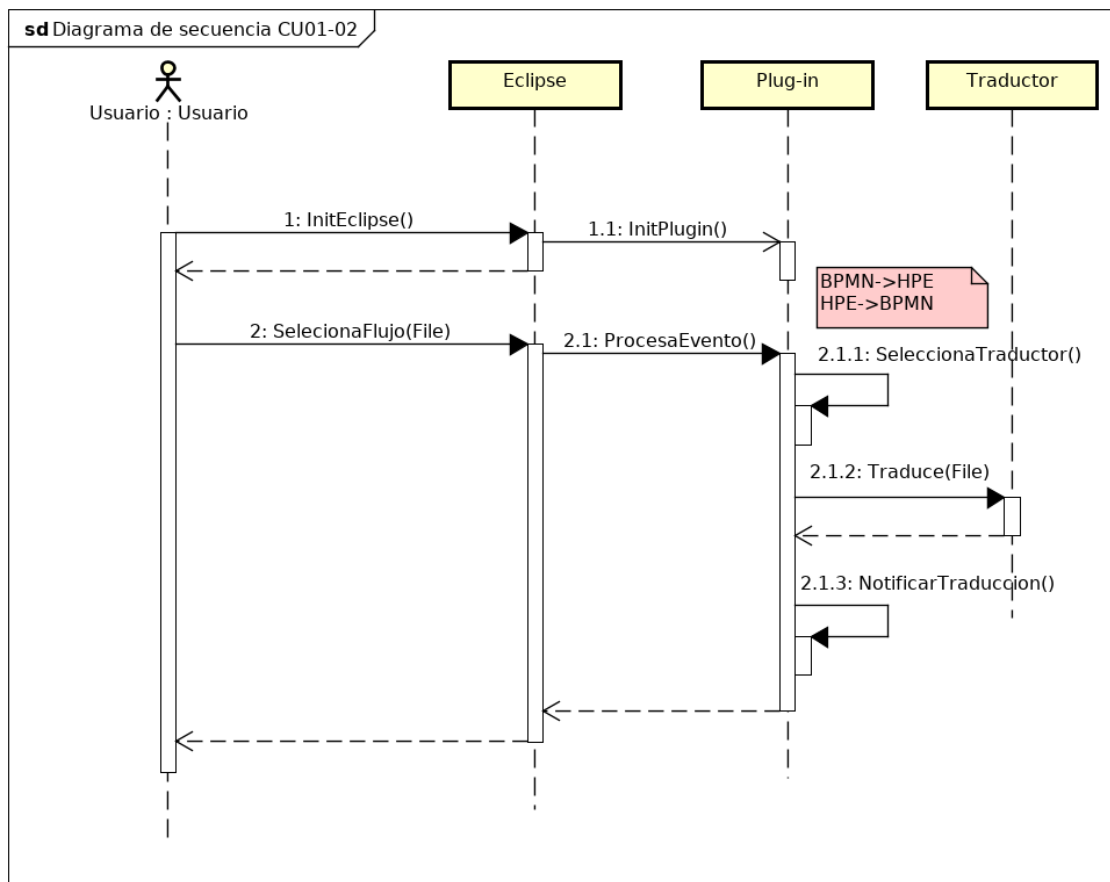 sd Diagrama de secuencia CU01-02
Usuario : Usuario
Eclipse
Plug-in
Traductor
1: InitEclipse()
1.1: InitPlugin()
BPMN->HPE
HPE->BPMN
2: SelecionaFlujo(File)
2.1: ProcesaEvento()
2.1.1: SeleccionaTraductor()
2.1.2: Traduce(File)
2.1.3: NotificarTraduccion()